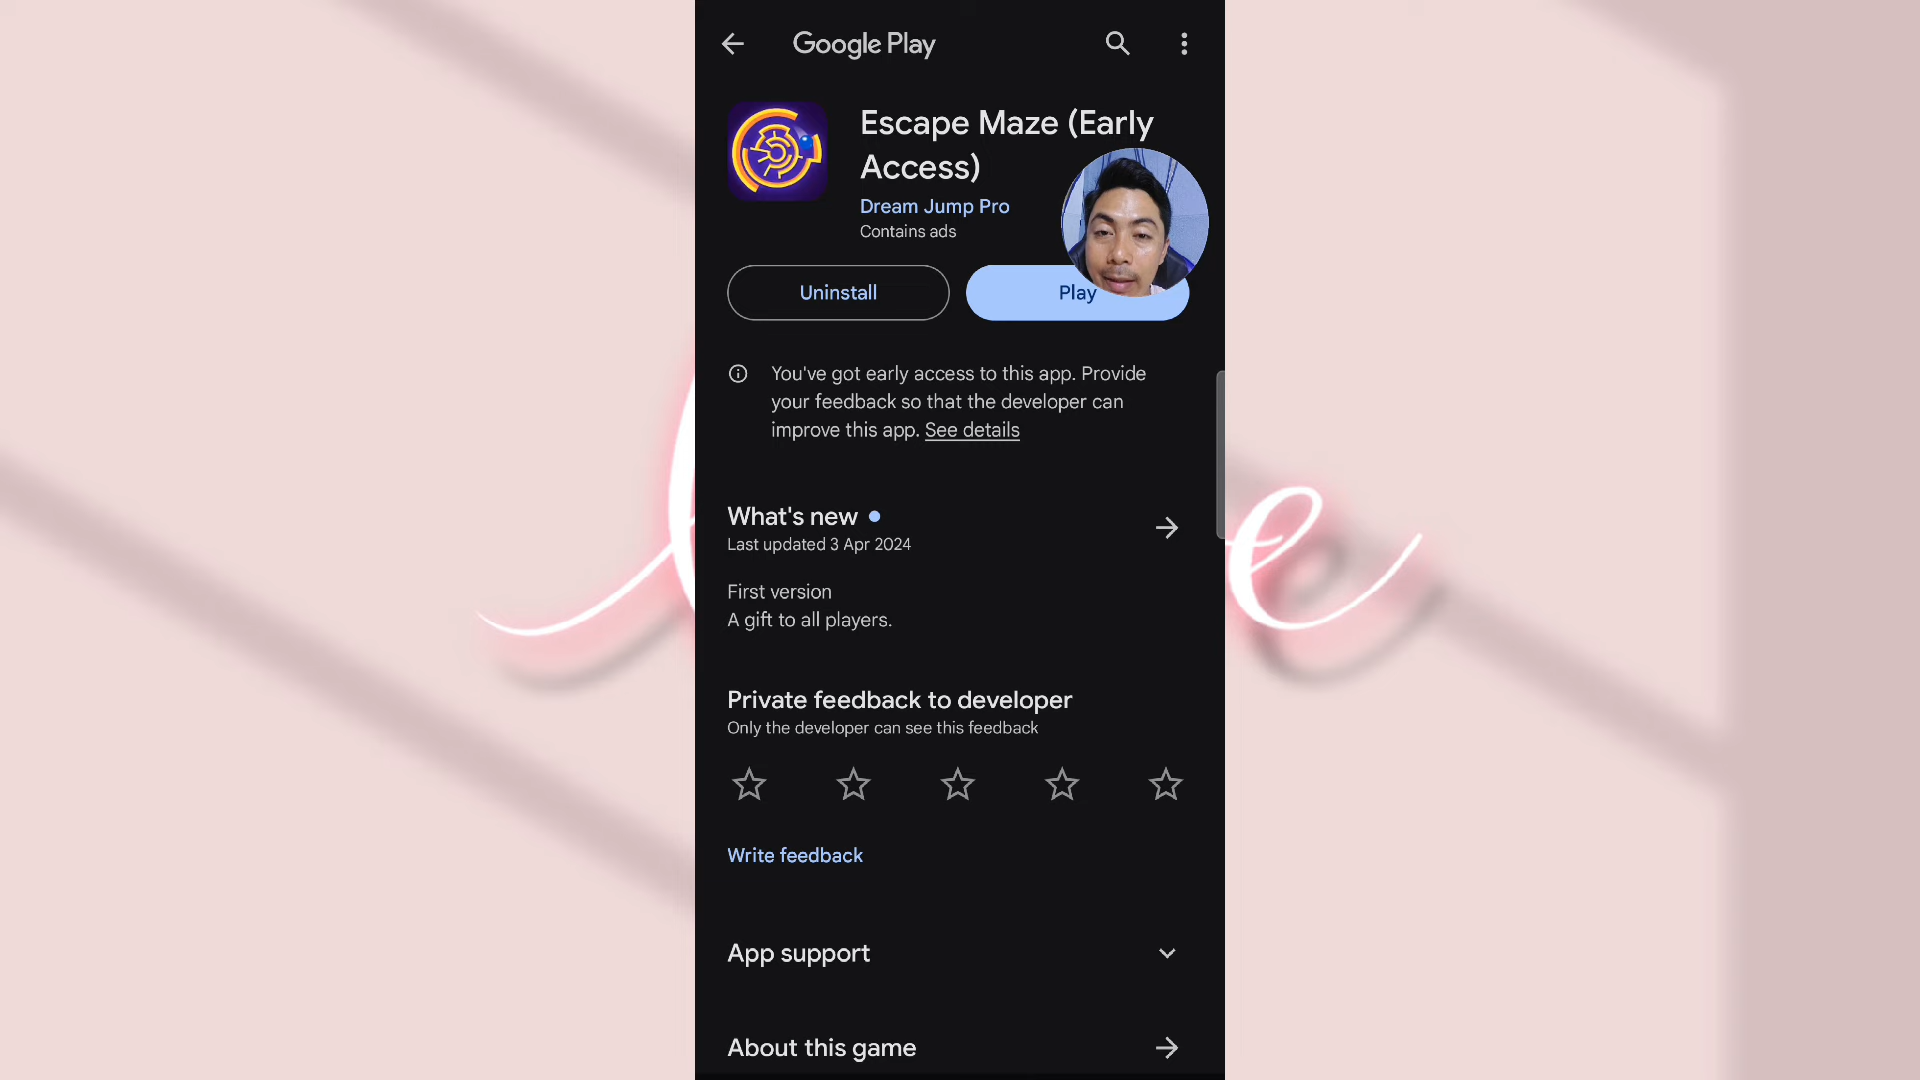 Google Play
Escape Maze (Early
Access)
Dream Jump Pro
Contains ads
Uninstall
Play
You've got early access to this app. Provide
your feedback so that the developer can
improve this app. See details
What's new
Last updated 3 Apr 2024
First version
A gift to all players.
Private feedback to developer
Only the developer can see this feedback
Write feedback
App support
About this game